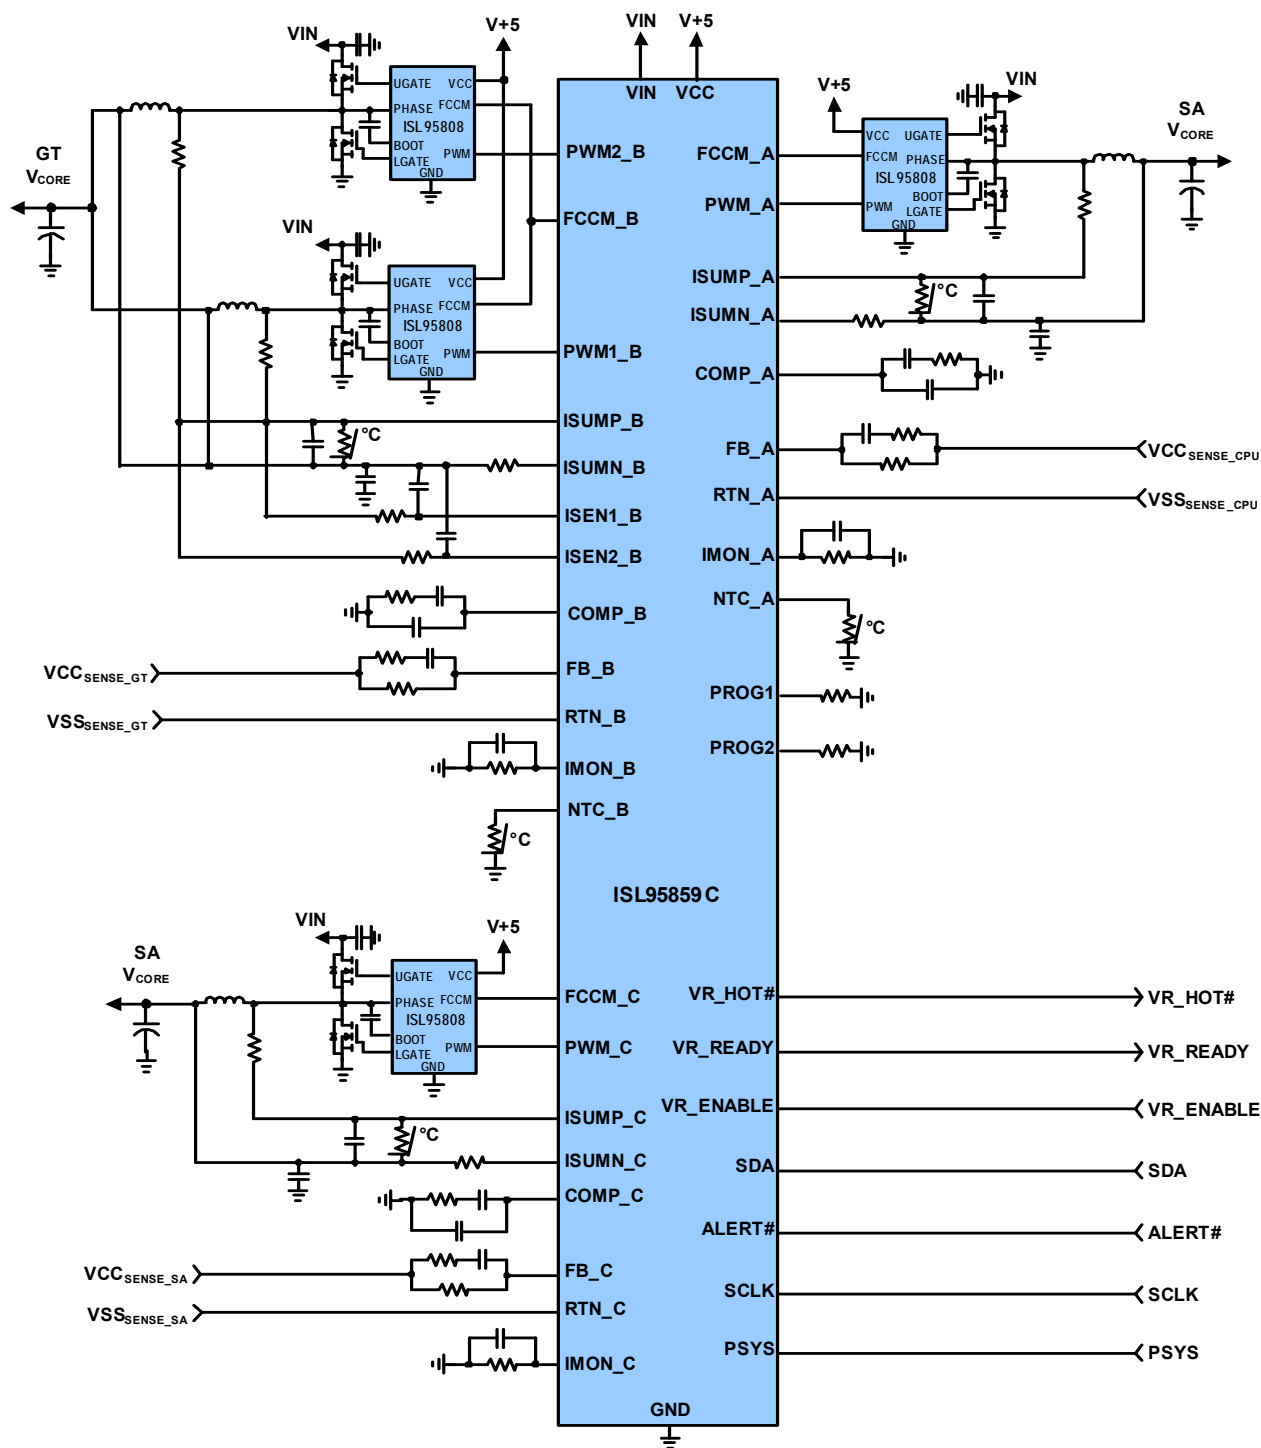 VIN
V+5
VIN
V+5
VIN VCC
UGATE VCC
PHASE FCCM
ISL95808
BOOT
LGATE PWM
GND
GT
VCORE
VIN
UGATE VCC
PHASE FCCM
ISL95808
BOOT
LGATE PWM
GND
V+5
VIN
VCC UGATE
FCCM PHASE
ISL95808
BOOT
PWM LGATE
GND
SA
VCORE
PWM2_B
FCCM_B
PWM1_B
ISUMP_B
ISUMN_B
ISEN1_B
ISEN2_B
COMP_B
FB_B
RTN_B
IMON_B
NTC_B
°C
VCCSENSE_GT
VSSSENSE_GT
°C
FCCM_A
PWM_A
ISUMP_A
ISUMN_A
COMP_A
FB_A
RTN_A
IMON_A
NTC_A
PROG1
PROG2
°C
VCCSENSE_CPU
VSSSENSE_CPU
°C
ISL95859C
VIN
V+5
SA
VCORE
UGATE VCC
PHASE FCCM
ISL95808
BOOT
LGATE PWM
GND
FCCM_C
PWM_C
ISUMP_C
ISUMN_C
COMP_C
FB_C
RTN_C
IMON_C
°C
VCCSENSE_SA
VSSSENSE_SA
VR_HOT# VR_HOT#
VR_READY VR_READY
VR_ENABLE VR_ENABLE
SDA SDA
ALERT# ALERT#
SCLK SCLK
PSYS PSYS
GND